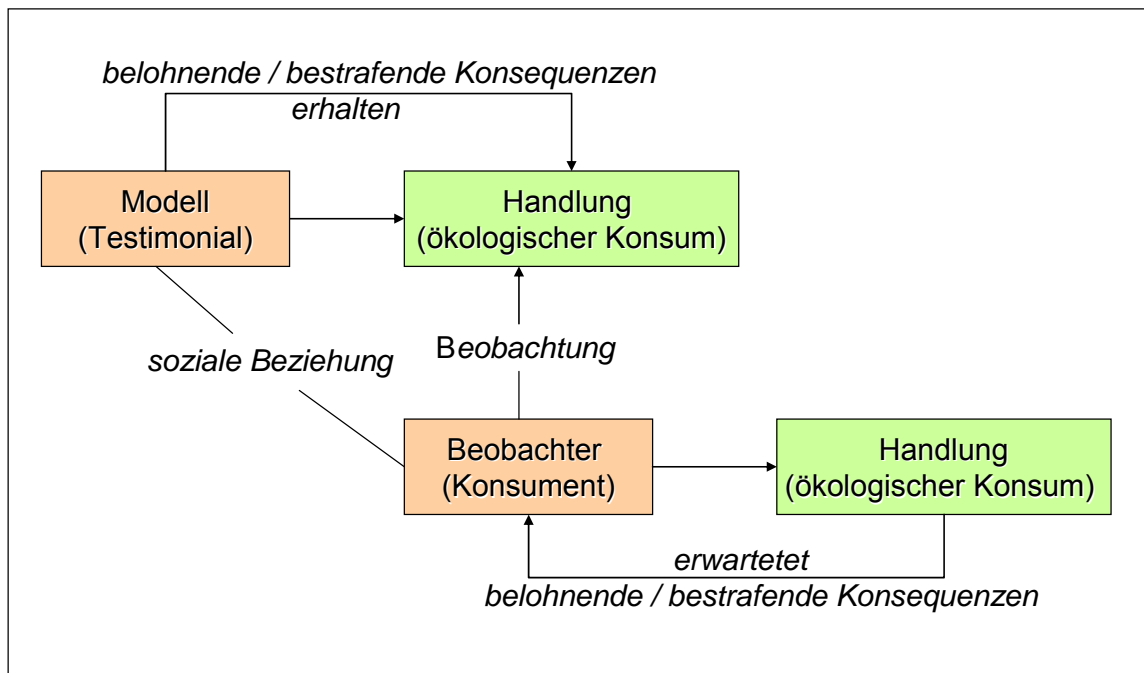 belohnende / bestrafende Konsequenzen
erhalten
Modell
(Testimonial)
Handlung
(ökologischer Konsum)
soziale Beziehung
Beobachtung
Beobachter
(Konsument)
Handlung
(ökologischer Konsum)
erwartetet
belohnende / bestrafende Konsequenzen